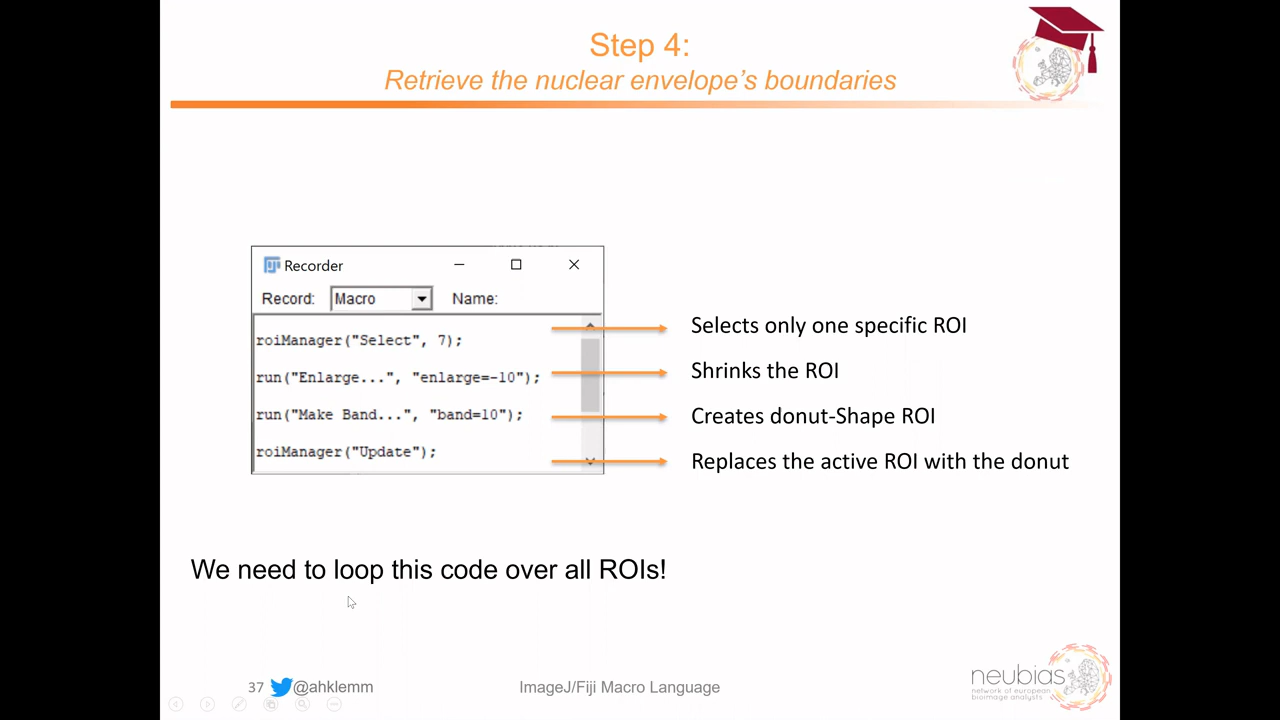 Step 4:
Retrieve the nuclear envelope's boundaries
Recorder
Record: Macro Name:
roiManager("Select", 7);
run("Enlarge...", "enlarge=-10");
run("Make Band...", "band=10");
roiManager("Update");
Selects only one specific ROI
Shrinks the ROI
Creates donut-Shape ROI
Replaces the active ROI with the donut
We need to loop this code over all ROIs!
37 @ahklemm
ImageJ/Fiji Macro Language
neubias
network of european
bioimage analysts